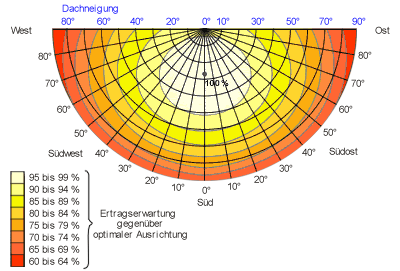 Dachneigung
West 80° 60° 40° 20° 0° 10° 30° 50° 70° 90° Ost
80° 80°
70° 70°
60° 60°
50° 50°
Südwest 40° 40° Südost
30° 30°
20° 20°
10° 10°
0°
Süd
100 %
95 bis 99 %
90 bis 94 %
85 bis 89 %
80 bis 84 %
75 bis 79 %
70 bis 74 %
65 bis 69 %
60 bis 64 %
Ertragserwartung
gegenüber
optimaler Ausrichtung